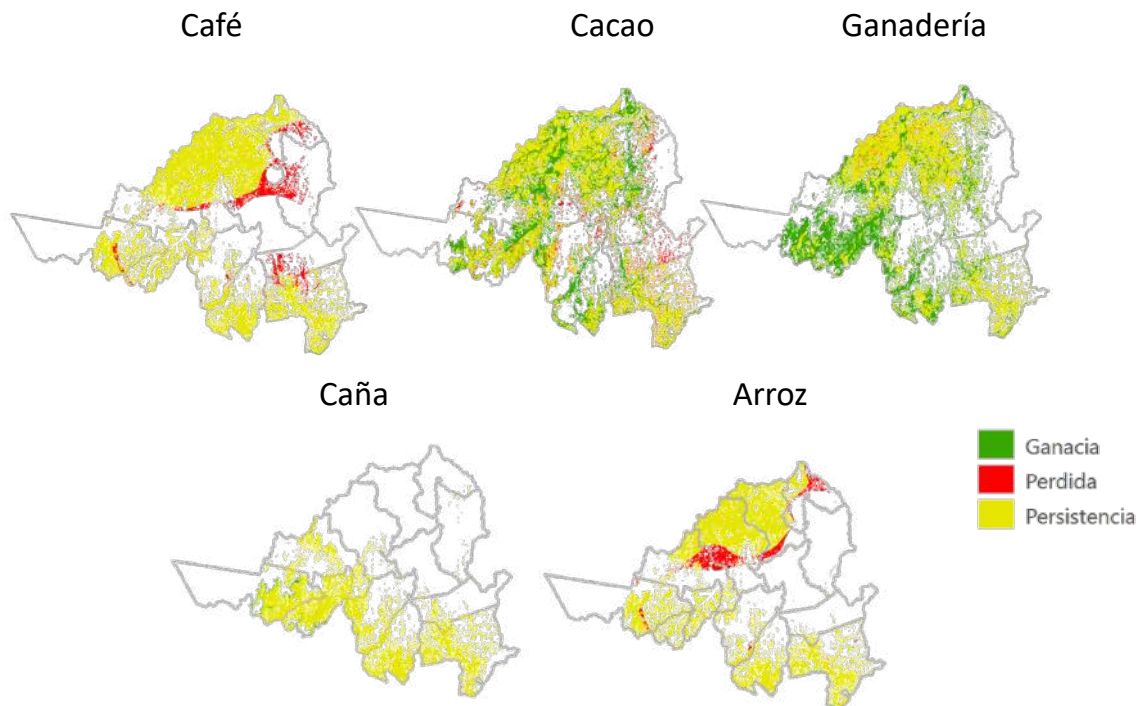 Café
Cacao
Ganadería
Caña
Arroz
Ganacia
Perdida
Persistencia